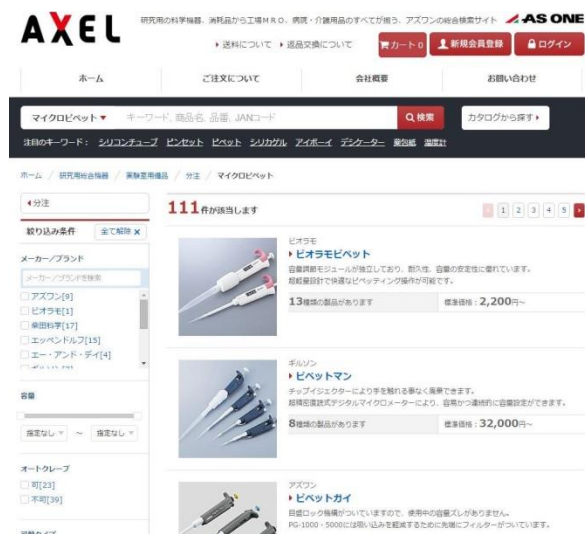 AXEL
研究用の科学機器、消耗品から工場MRO、病院・介護用品のすべてが揃う、アズワンの総合検索サイト
AS ONE
送料について
返品交換について
カート 0
新規会員登録
ログイン
ホーム
ご注文について
会社概要
お問い合わせ
マイクロピペット
キーワード, 商品名, 品番, JANコード
検索
カタログから探す
注目のキーワード： シリコンチューブ ピンセット ピペット シリカゲル アイボーイ デシケーター 薬包紙 温度計
ホーム / 研究用総合機器 / 実験室用備品 / 分注 / マイクロピペット
分注
111件が該当します
1 2 3 4 5
絞り込み条件
全て解除 ×
メーカー/ブランド
メーカー/ブランドを検索
アズワン[9]
ビオラモ[1]
柴田科学[17]
エッペンドルフ[15]
エー・アンド・デイ[4]
容量
指定なし ～ 指定なし
オートクレーブ
可[23]
不可[39]
ビオラモ
ビオラモピペット
容量調節モジュールが独立しており、耐久性、容量の安定性に優れています。
超軽量設計で快適なピペッティング操作が可能です。
13種類の製品があります
標準価格：2,200円～
ギルソン
ピペットマン
チップイジェクターにより手を触れる事なく廃棄できます。
超精密直読式デジタルマイクロメーターにより、容易かつ連続的に容量設定ができます。
8種類の製品があります
標準価格：32,000円～
アズワン
ピペットガイ
目盛ロック機構がついていますので、使用中の容量ズレがありません。
PG-1000・5000には吸い込みを軽減するために先端にフィルターがついています。